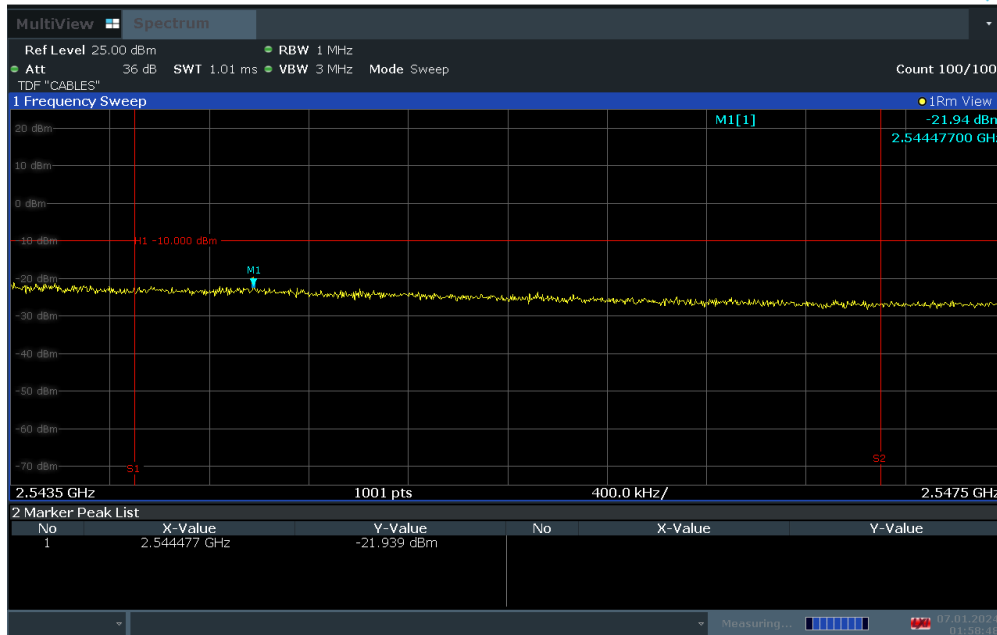 MultiView Spectrum
Ref Level 25.00 dBm RBW 1 MHz
Att 36 dB SWT 1.01 ms VBW 3 MHz Mode Sweep Count 100/100
TDF "CABLES"
1 Frequency Sweep 1Rm View
M1[1] -21.94 dBm
20 dBm
2.54447700 GHz
10 dBm
0 dBm
-10 dBm H1 -10.000 dBm
M1
-20 dBm
-30 dBm
-40 dBm
-50 dBm
-60 dBm
S2
-70 dBm S1
2.5435 GHz 1001 pts 400.0 kHz/ 2.5475 GHz
2 Marker Peak List
No X-Value Y-Value No X-Value Y-Value
1 2.544477 GHz -21.939 dBm
Measuring... 07.01.2024